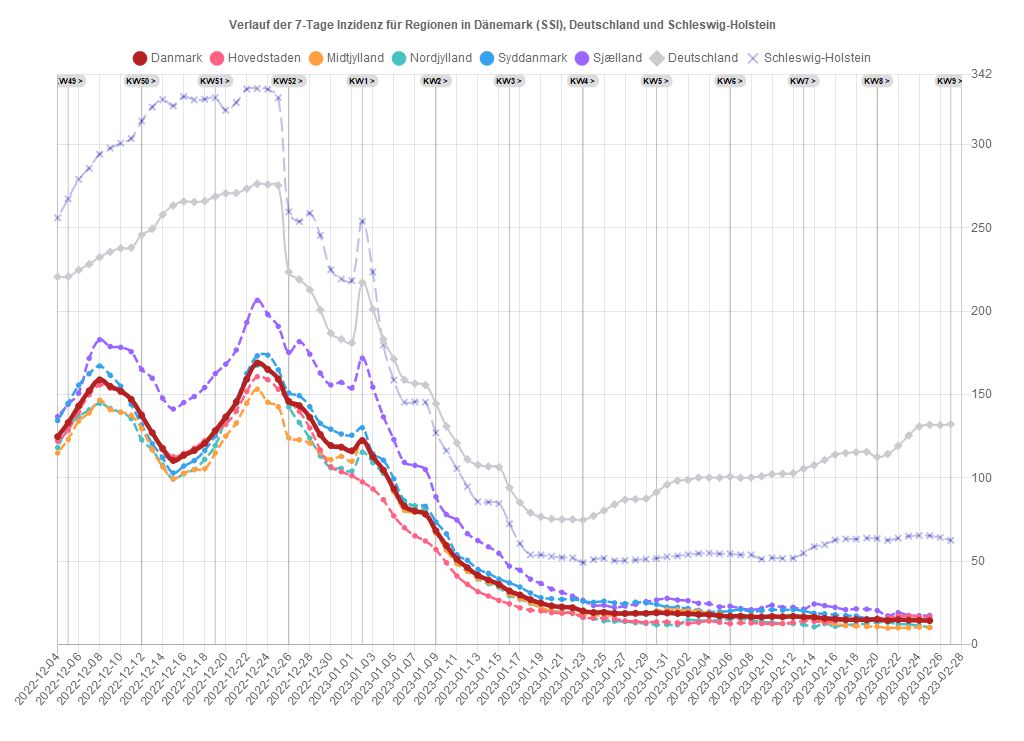 Verlauf der 7-Tage Inzidenz für Regionen in Dänemark (SSI), Deutschland und Schleswig-Holstein
Danmark Hovedstaden Midtjylland Nordjylland Syddanmark Sjælland Deutschland Schleswig-Holstein
KW49 > KW50 > KW51 > KW52 > KW1 > KW2 > KW3 > KW4 > KW5 > KW6 > KW7 > KW8 > KW9 >
342
300
250
200
150
100
50
0
2022-12-04 2022-12-06 2022-12-08 2022-12-10 2022-12-12 2022-12-14 2022-12-16 2022-12-18 2022-12-20 2022-12-22 2022-12-24 2022-12-26 2022-12-28 2022-12-30 2023-01-01 2023-01-03 2023-01-05 2023-01-07 2023-01-09 2023-01-11 2023-01-13 2023-01-15 2023-01-17 2023-01-19 2023-01-21 2023-01-23 2023-01-25 2023-01-27 2023-01-29 2023-01-31 2023-02-02 2023-02-04 2023-02-06 2023-02-08 2023-02-10 2023-02-12 2023-02-14 2023-02-16 2023-02-18 2023-02-20 2023-02-22 2023-02-24 2023-02-26 2023-02-28